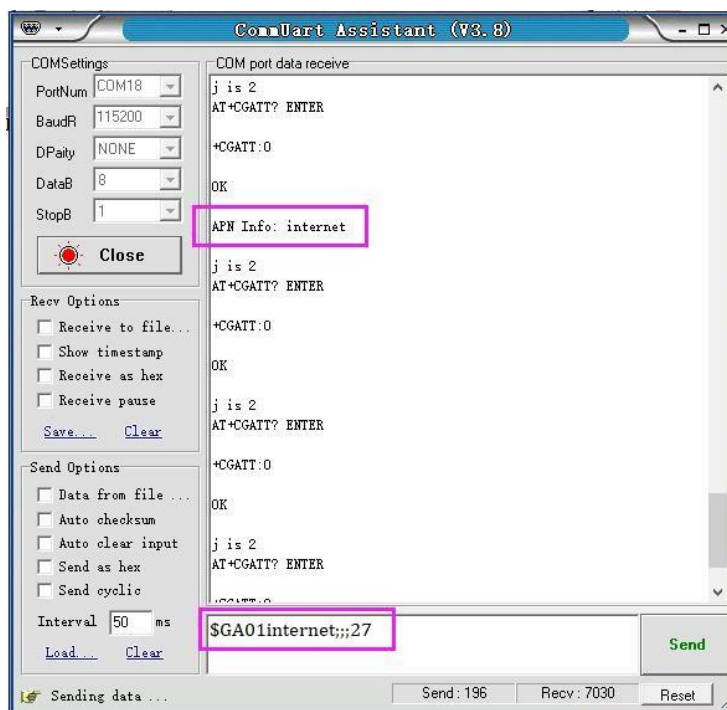 CommUart Assistant (V3.8)
COMSettings
PortNum COM18
BaudR 115200
DPaity NONE
DataB 8
StopB 1
Close
Recv Options
Receive to file...
Show timestamp
Receive as hex
Receive pause
Save... Clear
Send Options
Data from file ...
Auto checksum
Auto clear input
Send as hex
Send cyclic
Interval 50 ms
Load... Clear
COM port data receive
j is 2
AT+CGATT? ENTER
+CGATT:0
OK
APN Info: internet
j is 2
AT+CGATT? ENTER
+CGATT:0
OK
j is 2
AT+CGATT? ENTER
+CGATT:0
OK
j is 2
AT+CGATT? ENTER
$GA01internet;;;27
Send
Sending data ...
Send : 196
Recv : 7030
Reset